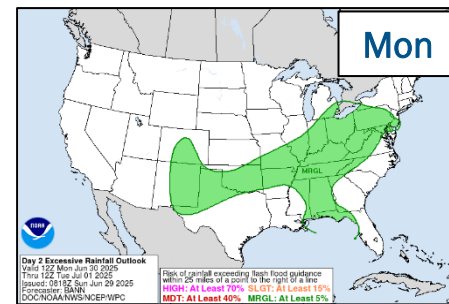 Mon
MRGL
NOAA
Day 2 Excessive Rainfall Outlook
Valid 12Z Mon Jun 30 2025
Thru 12Z Tue Jul 01 2025
Issued: 0818Z Sun Jun 29 2025
Forecaster: BANN
DOC/NOAA/NWS/NCEP/WPC
Risk of rainfall exceeding flash flood guidance
within 25 miles of a point to the right of a line
HIGH: At Least 70% SLGT: At Least 15%
MDT: At Least 40% MRGL: At Least 5%